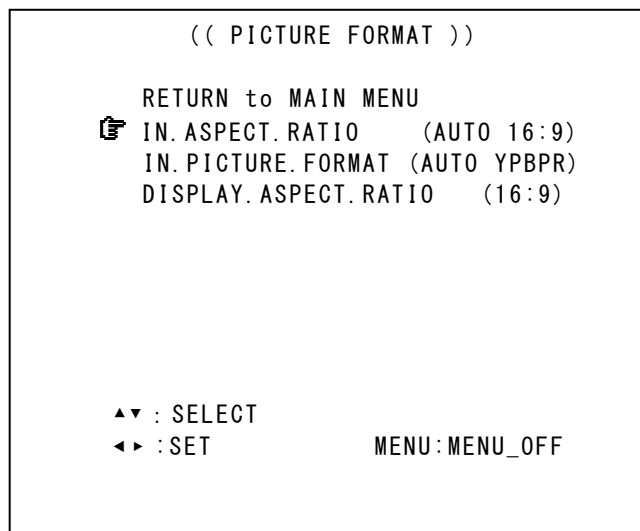 (( PICTURE FORMAT ))
RETURN to MAIN MENU
IN.ASPECT.RATIO (AUTO 16:9)
IN.PICTURE.FORMAT (AUTO YPBPR)
DISPLAY.ASPECT.RATIO (16:9)
▲▼ : SELECT
◄► :SET MENU:MENU_OFF